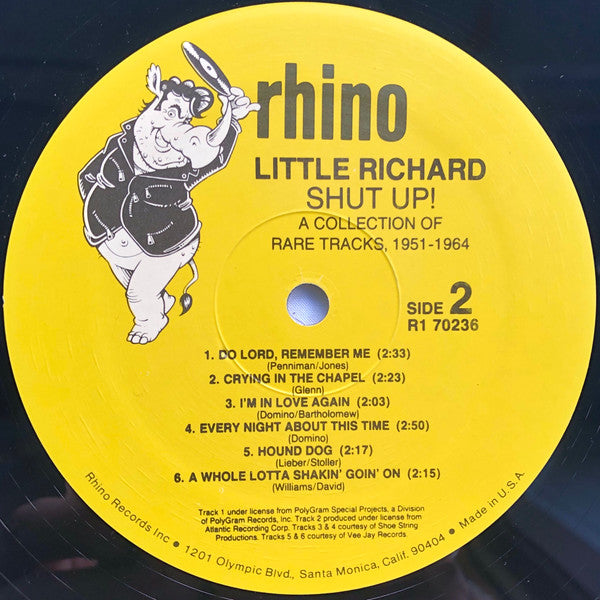 rhino
LITTLE RICHARD
SHUT UP!
A COLLECTION OF
RARE TRACKS, 1951-1964
SIDE 2
R1 70236
1. DO LORD, REMEMBER ME (2:33)
(Penniman/Jones)
2. CRYING IN THE CHAPEL (2:23)
(Glenn)
3. I'M IN LOVE AGAIN (2:03)
(Domino/Bartholomew)
4. EVERY NIGHT ABOUT THIS TIME (2:50)
(Domino)
5. HOUND DOG (2:17)
(Lieber/Stoller)
6. A WHOLE LOTTA SHAKIN' GOIN' ON (2:15)
(Williams/David)
Track 1 under license from PolyGram Special Projects, a Division
of PolyGram Records, Inc. Track 2 produced under license from
Atlantic Recording Corp. Tracks 3 & 4 courtesy of Shoe String
Productions. Tracks 5 & 6 courtesy of Vee Jay Records.
Rhino Records Inc • 1201 Olympic Blvd., Santa Monica, Calif. 90404 • Made in U.S.A.